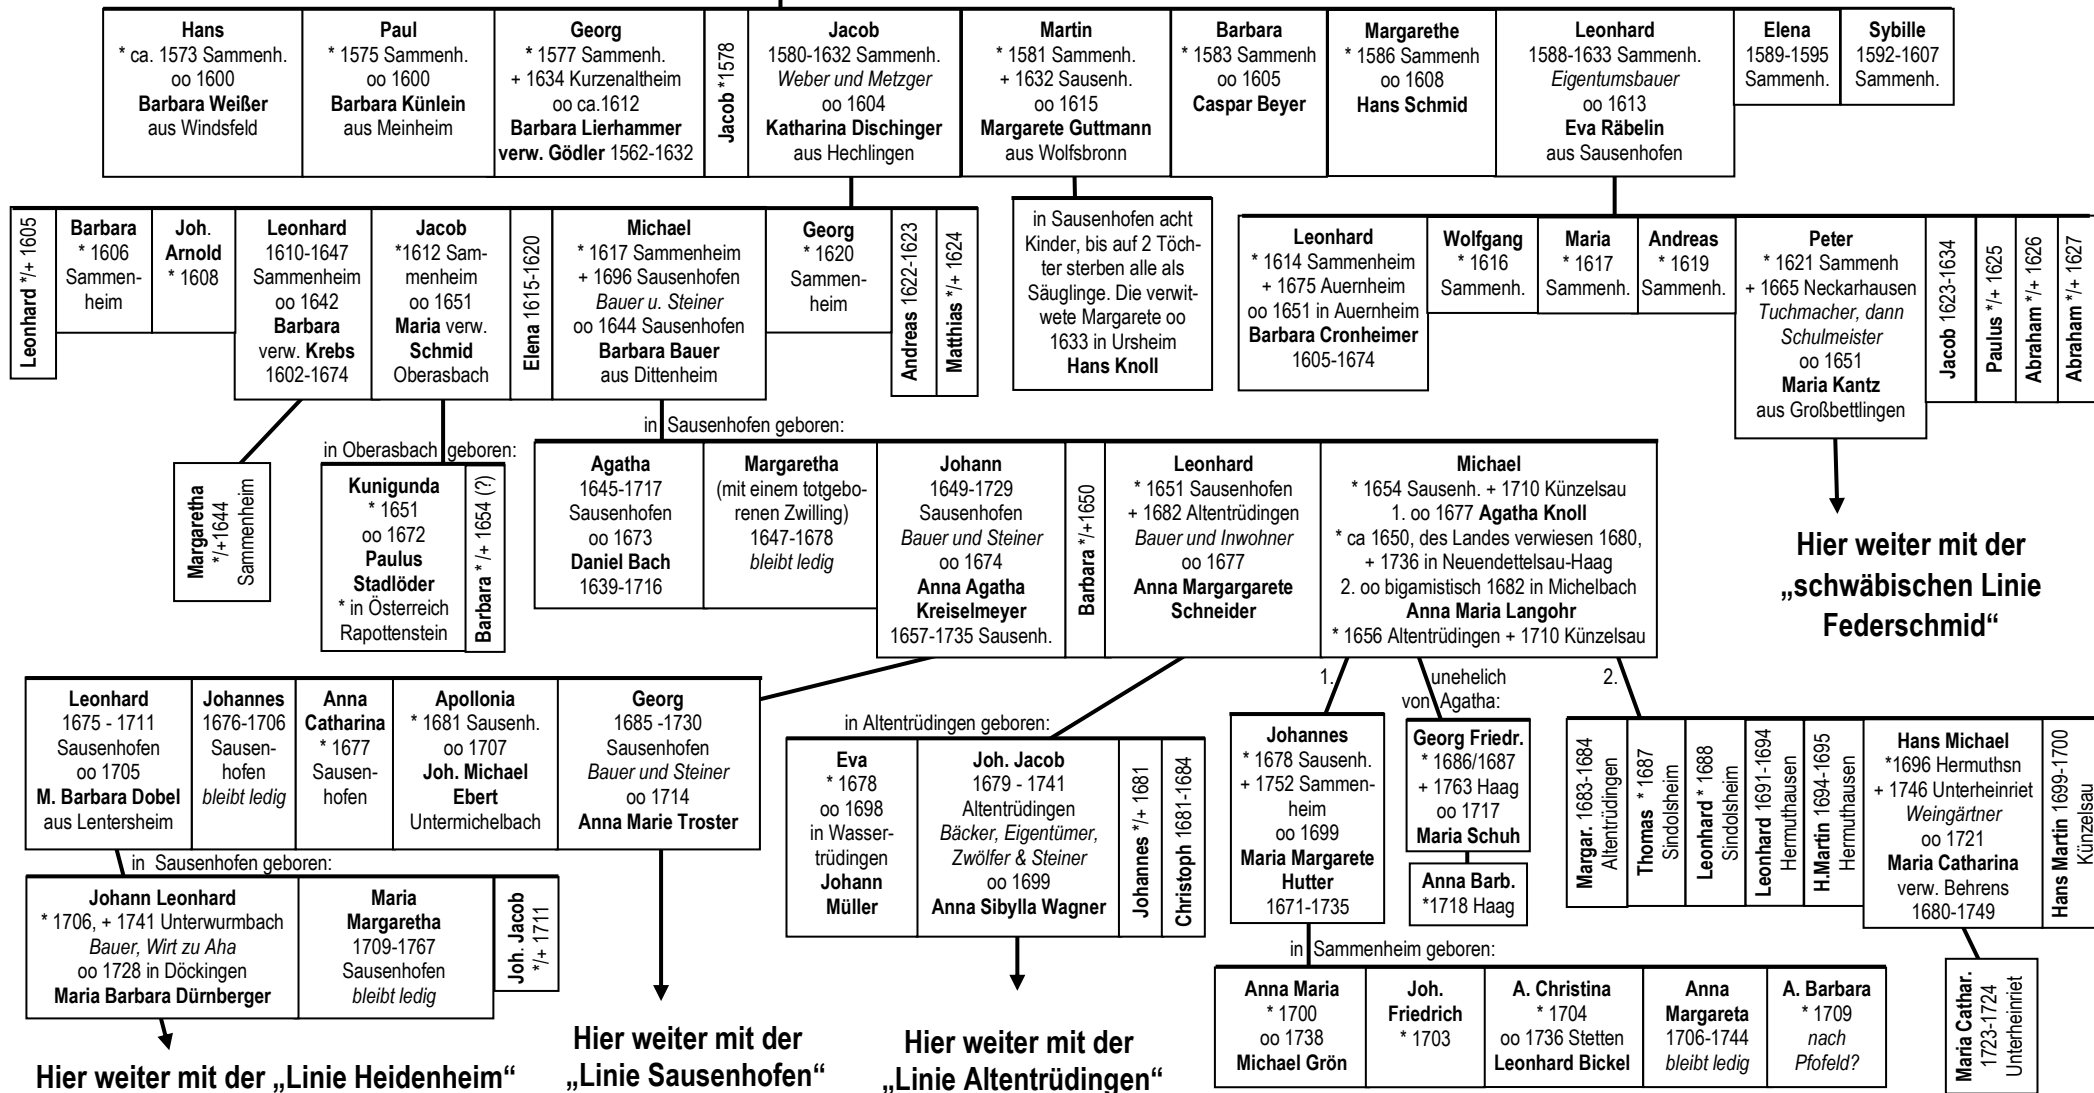 Hans
* ca. 1573 Sammenh.
oo 1600
Barbara Weißer
aus Windsfeld
Paul
* 1575 Sammenh.
oo 1600
Barbara Künlein
aus Meinheim
Georg
* 1577 Sammenh.
+ 1634 Kurzenaltheim
oo ca.1612
Barbara Lierhammer
verw. Gödler 1562-1632
Jacob *1578
Jacob
1580-1632 Sammenh.
Weber und Metzger
oo 1604
Katharina Dischinger
aus Hechlingen
Martin
* 1581 Sammenh.
+ 1632 Sausenh.
oo 1615
Margarete Guttmann
aus Wolfsbronn
Barbara
* 1583 Sammenh
oo 1605
Caspar Beyer
Margarethe
* 1586 Sammenh
oo 1608
Hans Schmid
Leonhard
1588-1633 Sammenh.
Eigentumsbauer
oo 1613
Eva Räbelin
aus Sausenhofen
Elena
1589-1595
Sammenh.
Sybille
1592-1607
Sammenh.
Leonhard */+ 1605
Barbara
* 1606
Sammen-
heim
Joh.
Arnold
* 1608
Leonhard
1610-1647
Sammenheim
oo 1642
Barbara
verw. Krebs
1602-1674
Jacob
*1612 Sam-
menheim
oo 1651
Maria verw.
Schmid
Oberasbach
Elena 1615-1620
Michael
* 1617 Sammenheim
+ 1696 Sausenhofen
Bauer u. Steiner
oo 1644 Sausenhofen
Barbara Bauer
aus Dittenheim
Georg
* 1620
Sammen-
heim
Andreas 1622-1623
Matthias */+ 1624
in Sausenhofen acht
Kinder, bis auf 2 Töch-
ter sterben alle als
Säuglinge. Die verwit-
wete Margarete oo
1633 in Ursheim
Hans Knoll
Leonhard
* 1614 Sammenheim
+ 1675 Auernheim
oo 1651 in Auernheim
Barbara Cronheimer
1605-1674
Wolfgang
* 1616
Sammenh.
Maria
* 1617
Sammenh.
Andreas
* 1619
Sammenh.
Peter
* 1621 Sammenh
+ 1665 Neckarhausen
Tuchmacher, dann
Schulmeister
oo 1651
Maria Kantz
aus Großbettlingen
Jacob 1623-1634
Paulus */+ 1625
Abraham */+ 1626
Abraham */+ 1627
Margaretha
*/+1644
Sammenheim
in Oberasbach geboren:
Kunigunda
* 1651
oo 1672
Paulus
Stadlöder
* in Österreich
Rapottenstein
Barbara */+ 1654 (?)
in Sausenhofen geboren:
Agatha
1645-1717
Sausenhofen
oo 1673
Daniel Bach
1639-1716
Margaretha
(mit einem totgebo-
renen Zwilling)
1647-1678
bleibt ledig
Johann
1649-1729
Sausenhofen
Bauer und Steiner
oo 1674
Anna Agatha
Kreiselmeyer
1657-1735 Sausenh.
Barbara */+1650
Leonhard
* 1651 Sausenhofen
+ 1682 Altentrüdingen
Bauer und Inwohner
oo 1677
Anna Margargarete
Schneider
Michael
* 1654 Sausenh. + 1710 Künzelsau
1. oo 1677 Agatha Knoll
* ca 1650, des Landes verwiesen 1680,
+ 1736 in Neuendettelsau-Haag
2. oo bigamistisch 1682 in Michelbach
Anna Maria Langohr
* 1656 Altentrüdingen + 1710 Künzelsau
Hier weiter mit der
„schwäbischen Linie
Federschmid“
Leonhard
1675 - 1711
Sausenhofen
oo 1705
M. Barbara Dobel
aus Lentersheim
Johannes
1676-1706
Sausen-
hofen
bleibt ledig
Anna
Catharina
* 1677
Sausen-
hofen
Apollonia
* 1681 Sausenh.
oo 1707
Joh. Michael
Ebert
Untermichelbach
Georg
1685 -1730
Sausenhofen
Bauer und Steiner
oo 1714
Anna Marie Troster
in Altentrüdingen geboren:
Eva
* 1678
oo 1698
in Wasser-
trüdingen
Johann
Müller
Joh. Jacob
1679 - 1741
Altentrüdingen
Bäcker, Eigentümer,
Zwölfer & Steiner
oo 1699
Anna Sibylla Wagner
Johannes */+ 1681
Christoph 1681-1684
1.
unehelich
von Agatha:
2.
Johannes
* 1678 Sausenh.
+ 1752 Sammen-
heim
oo 1699
Maria Margarete
Hutter
1671-1735
Georg Friedr.
* 1686/1687
+ 1763 Haag
oo 1717
Maria Schuh
Anna Barb.
*1718 Haag
Margar. 1683-1684
Altentrüdingen
Thomas * 1687
Sindolsheim
Leonhard * 1688
Sindolsheim
Leonhard 1691-1694
Hermuthausen
H.Martin 1694-1695
Hermuthausen
Hans Michael
*1696 Hermuthsn
+ 1746 Unterheinriet
Weingärtner
oo 1721
Maria Catharina
verw. Behrens
1680-1749
Hans Martin 1699-1700
Künzelsau
in Sausenhofen geboren:
Johann Leonhard
* 1706, + 1741 Unterwurmbach
Bauer, Wirt zu Aha
oo 1728 in Döckingen
Maria Barbara Dürnberger
Maria
Margaretha
1709-1767
Sausenhofen
bleibt ledig
Joh. Jacob
*/+ 1711
in Sammenheim geboren:
Anna Maria
* 1700
oo 1738
Michael Grön
Joh.
Friedrich
* 1703
A. Christina
* 1704
oo 1736 Stetten
Leonhard Bickel
Anna
Margareta
1706-1744
bleibt ledig
A. Barbara
* 1709
nach
Pfofeld?
Maria Cathar.
1723-1724
Unterheinriet
Hier weiter mit der „Linie Heidenheim“
Hier weiter mit der
„Linie Sausenhofen“
Hier weiter mit der
„Linie Altentrüdingen“